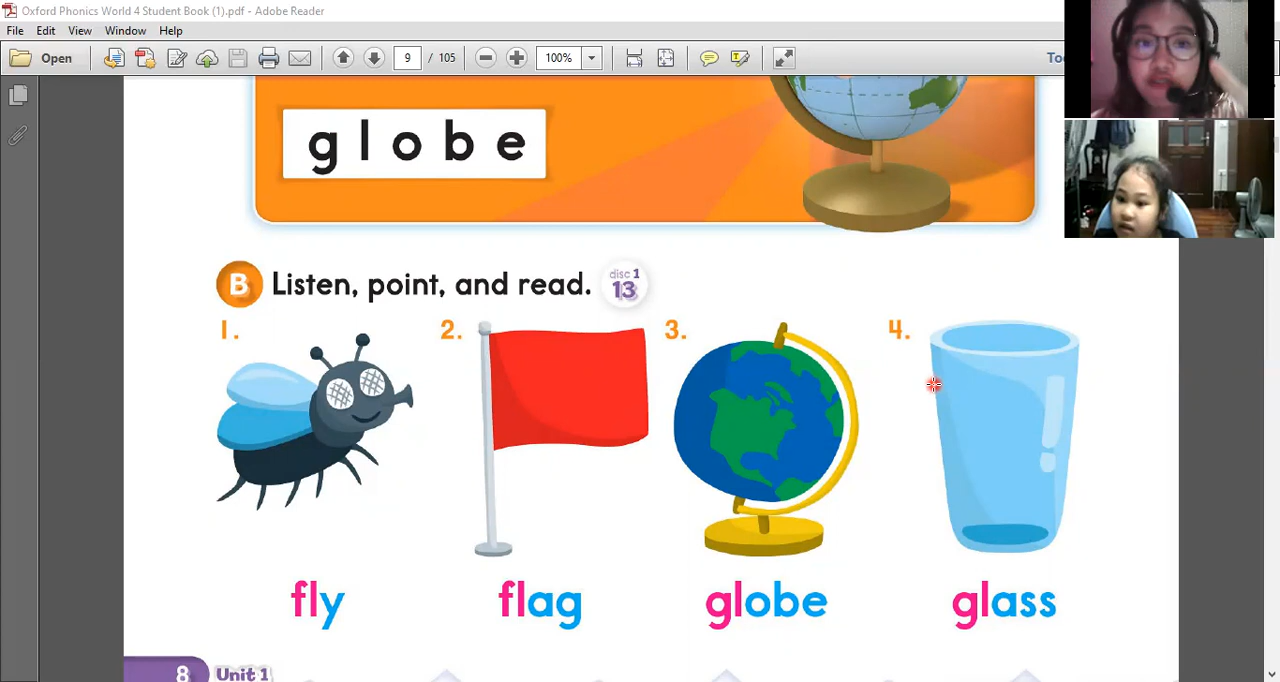 Oxford Phonics World 4 Student Book (1).pdf - Adobe Reader
File Edit View Window Help
Open 9 / 105 100% Too
globe
B Listen, point, and read. disc 1 13
1. 2. 3. 4.
fly flag globe glass
8 Unit 1